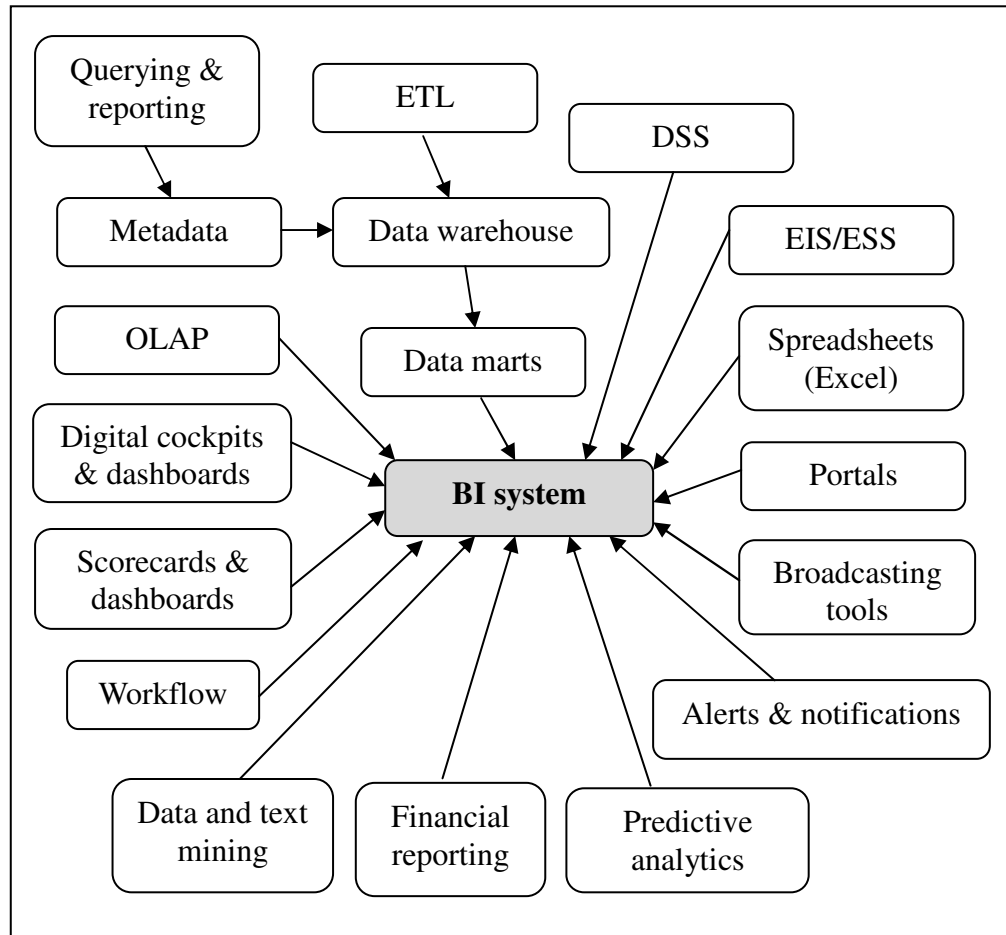 Querying &
reporting
ETL
DSS
Metadata
Data warehouse
EIS/ESS
OLAP
Data marts
Spreadsheets
(Excel)
Digital cockpits
& dashboards
BI system
Portals
Scorecards &
dashboards
Broadcasting
tools
Workflow
Alerts & notifications
Data and text
mining
Financial
reporting
Predictive
analytics